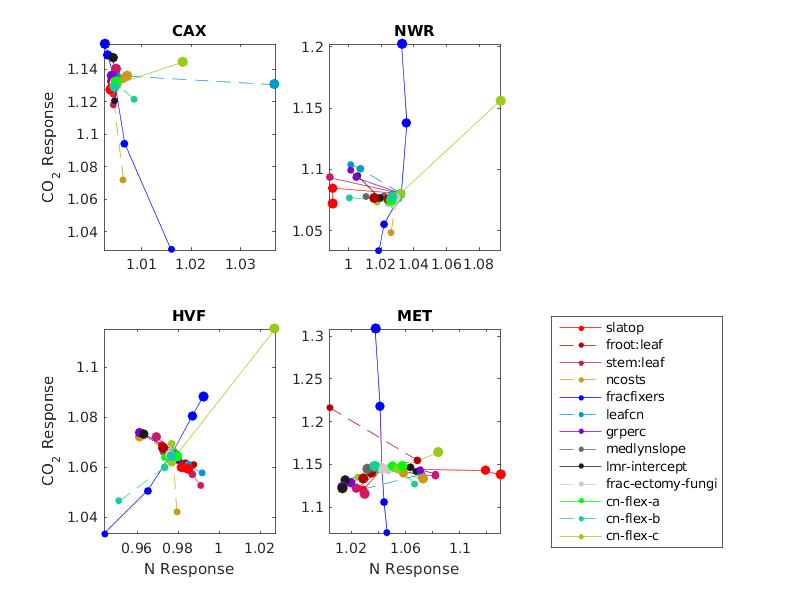 CAX
NWR
1.14
1.12
1.1
1.08
1.06
1.04
CO2 Response
1.01
1.02
1.03
1.2
1.15
1.1
1.05
1
1.02
1.04
1.06
1.08
HVF
MET
1.1
1.08
1.06
1.04
CO2 Response
0.96
0.98
1
1.02
N Response
1.3
1.25
1.2
1.15
1.1
1.02
1.06
1.1
N Response
slatop
froot:leaf
stem:leaf
ncosts
fracfixers
leafcn
grperc
medlynslope
lmr-intercept
frac-ectomy-fungi
cn-flex-a
cn-flex-b
cn-flex-c